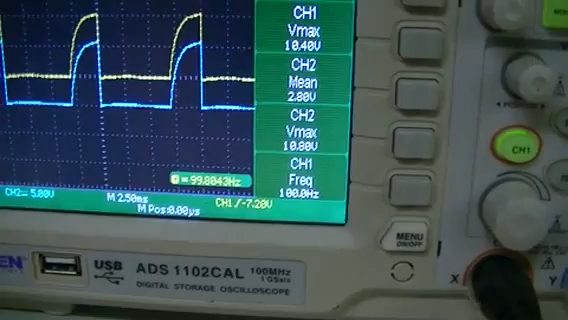 CH1
Vmax
10.40V
CH2
Mean
2.80V
CH2
Vmax
10.80V
CH1
Freq
100.0Hz
= 99.8043Hz
CH2= 5.00V
M 2.50ms
CH1/-7.20V
M Pos:0.00µs
CH1
MENU
ON/OFF
EN
USB
ADS 1102CAL
100MHz
1 GSa/s
DIGITAL STORAGE OSCILLOSCOPE
POSITION
X
Y